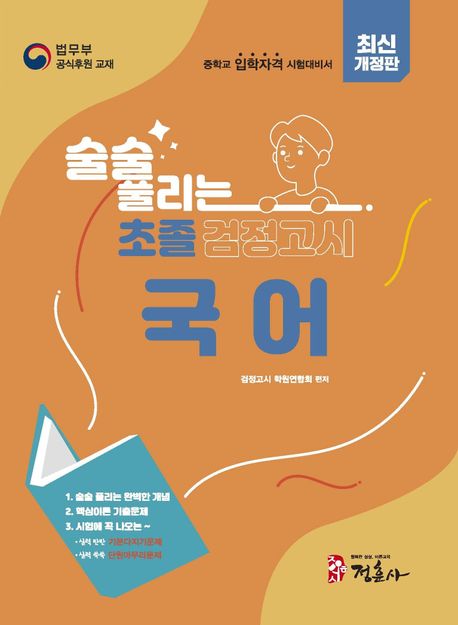 법무부
공식후원 교재
중학교 입학자격 시험대비서
최신
개정판
술술
풀리는
초졸 검정고시
국어
검정고시 학원연합회 편저
1. 술술 풀리는 완벽한 개념
2. 핵심이론 기출문제
3. 시험에 꼭 나오는 ~
• 실력 탄탄 기본다지기문제
• 실력 쑥쑥 단원마무리문제
행복한 상상, 바른교육
정훈사